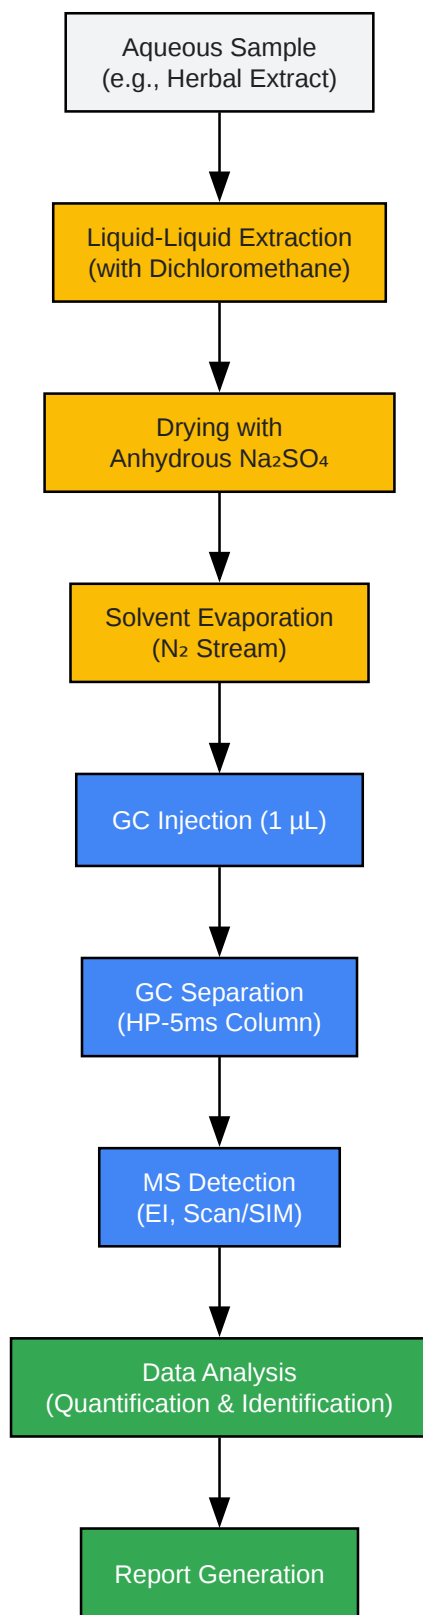 Aqueous Sample
(e.g., Herbal Extract)
Liquid-Liquid Extraction
(with Dichloromethane)
Drying with
Anhydrous Na₂SO₄
Solvent Evaporation
(N₂ Stream)
GC Injection (1 µL)
GC Separation
(HP-5ms Column)
MS Detection
(EI, Scan/SIM)
Data Analysis
(Quantification & Identification)
Report Generation